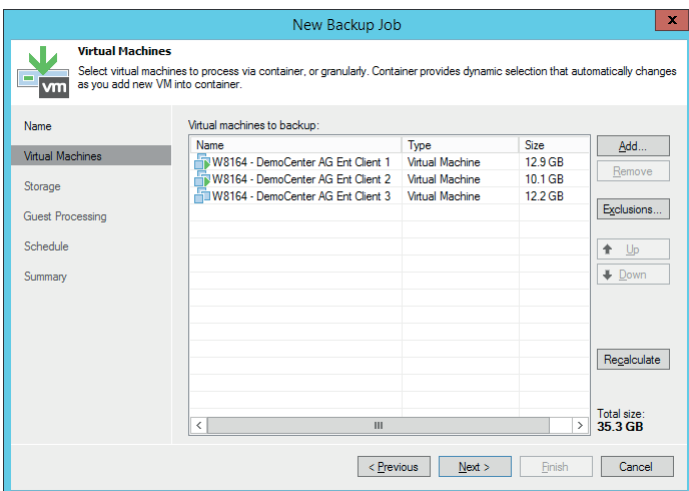 New Backup Job
x
Virtual Machines
Select virtual machines to process via container, or granularly. Container provides dynamic selection that automatically changes
as you add new VM into container.
vm
Name
Virtual Machines
Storage
Guest Processing
Schedule
Summary
Virtual machines to backup:
Name Type Size
W8164 - DemoCenter AG Ent Client 1 Virtual Machine 12.9 GB
W8164 - DemoCenter AG Ent Client 2 Virtual Machine 10.1 GB
W8164 - DemoCenter AG Ent Client 3 Virtual Machine 12.2 GB
Add...
Remove
Exclusions...
Up
Down
Recalculate
Total size:
35.3 GB
< Previous Next > Finish Cancel